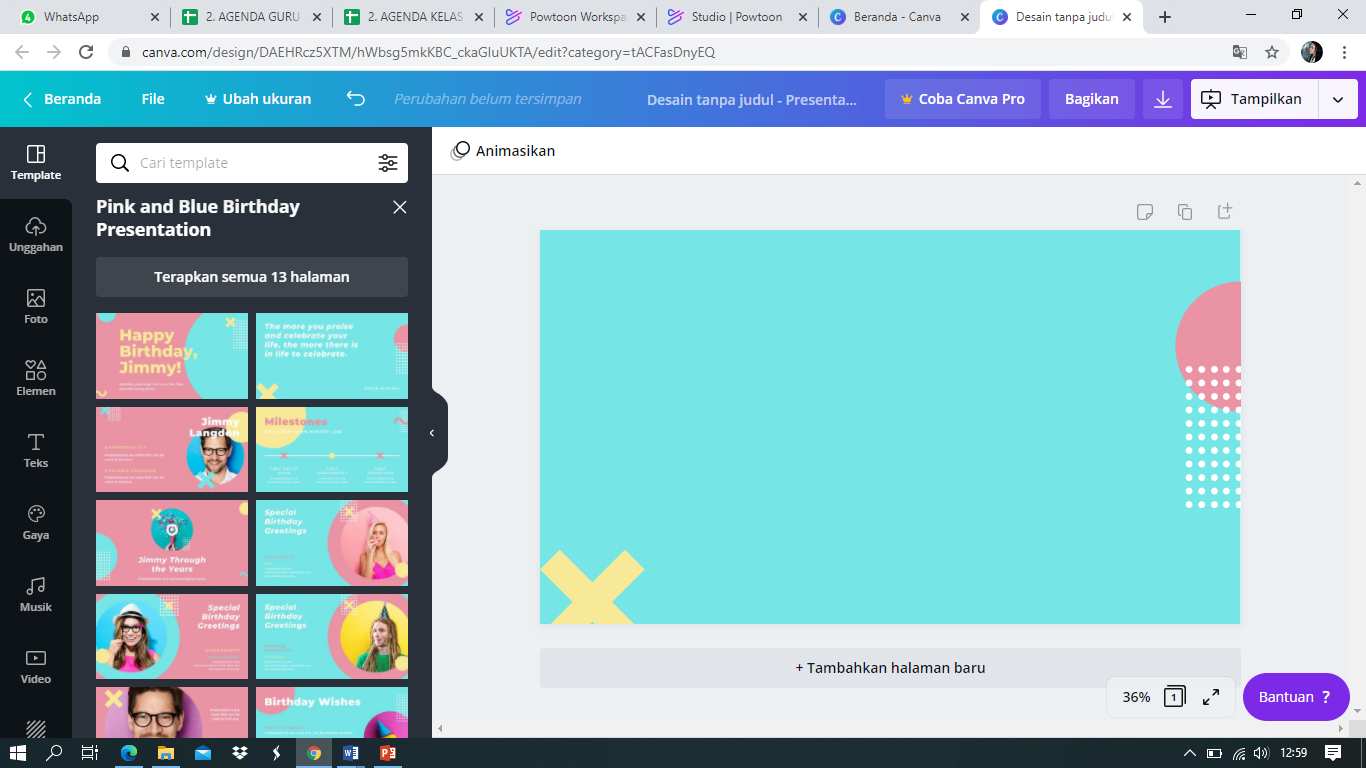 4 WhatsApp
2. AGENDA GURU
2. AGENDA KELAS
Powtoon Workspa
Studio | Powtoon
Beranda - Canva
Desain tanpa judu
canva.com/design/DAEHRcz5XTM/hWbsg5mkKBC_ckaGluUKTA/edit?category=tACFasDnyEQ
Beranda
File
Ubah ukuran
Perubahan belum tersimpan
Desain tanpa judul - Presenta...
Coba Canva Pro
Bagikan
Tampilkan
Template
Unggahan
Foto
Elemen
Teks
Gaya
Musik
Video
Cari template
Pink and Blue Birthday
Presentation
Terapkan semua 13 halaman
Happy
Birthday,
Jimmy!
The more you praise
and celebrate your
life, the more there is
in life to celebrate.
Jimmy
Langdon
Milestones
Jimmy Through
the Years
Special
Birthday
Greetings
Special
Birthday
Greetings
Special
Birthday
Greetings
Birthday Wishes
Animasikan
+ Tambahkan halaman baru
36%
1
Bantuan ?
12:59